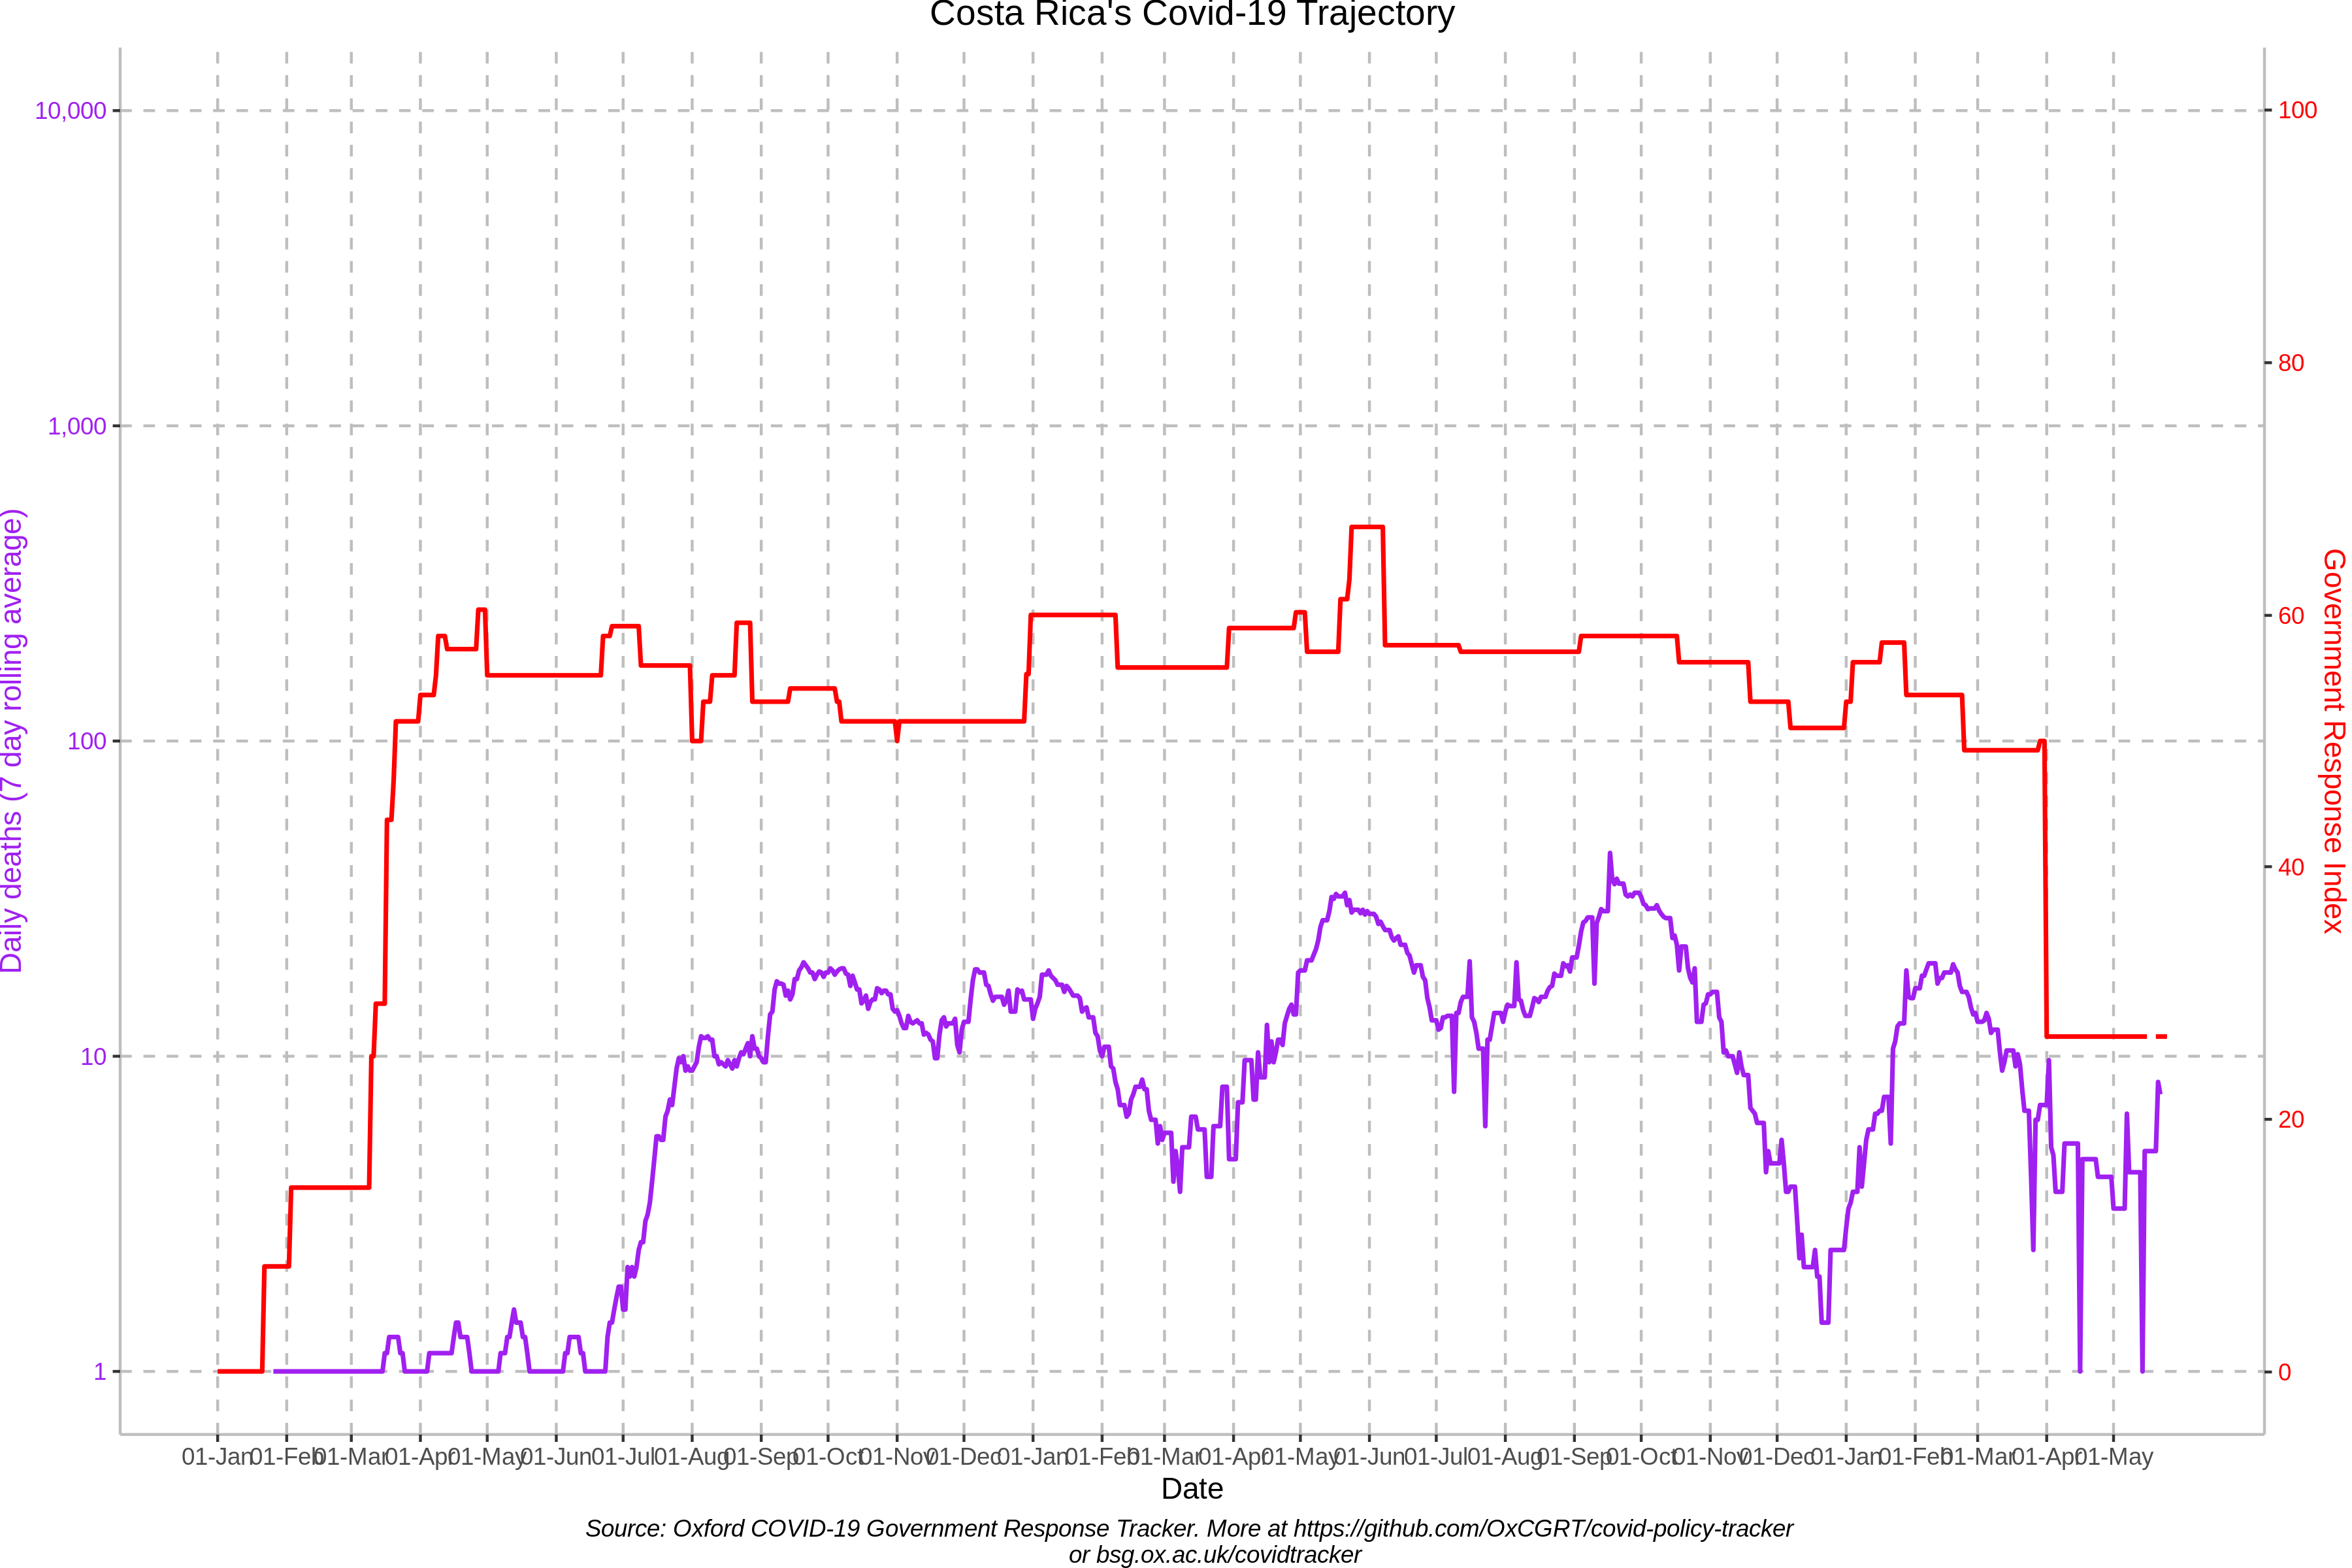 Costa Rica's Covid-19 Trajectory
10,000
1,000
100
10
1
Daily deaths (7 day rolling average)
100
80
60
40
20
0
Government Response Index
01-Jan 01-Feb 01-Mar 01-Apr 01-May 01-Jun 01-Jul 01-Aug 01-Sep 01-Oct 01-Nov 01-Dec 01-Jan 01-Feb 01-Mar 01-Apr 01-May 01-Jun 01-Jul 01-Aug 01-Sep 01-Oct 01-Nov 01-Dec 01-Jan 01-Feb 01-Mar 01-Apr 01-May
Date
Source: Oxford COVID-19 Government Response Tracker. More at https://github.com/OxCGRT/covid-policy-tracker
or bsg.ox.ac.uk/covidtracker